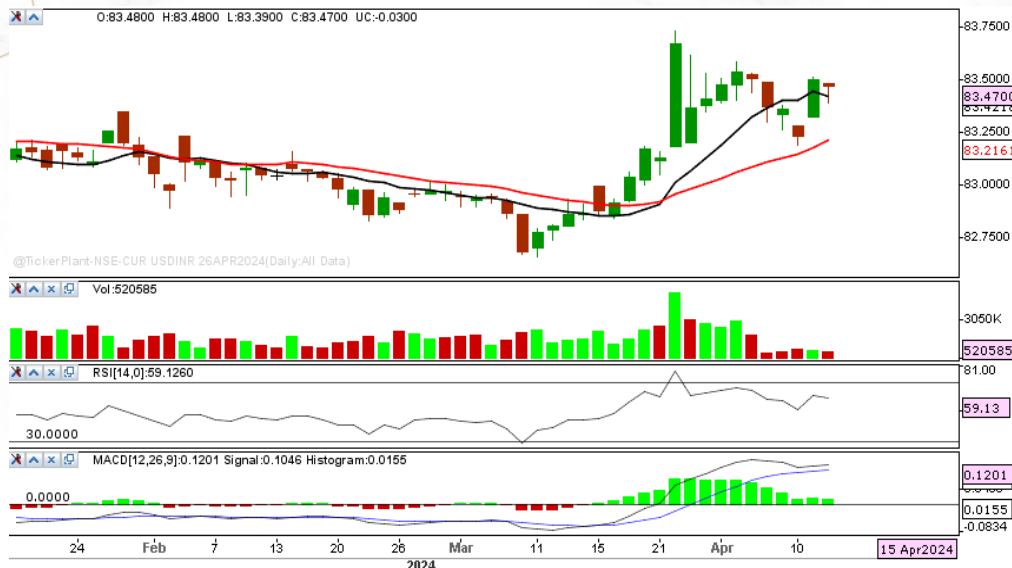 O:83.4800 H:83.4800 L:83.3900 C:83.4700 UC:-0.0300
83.7500
83.5000
83.4700
83.2500
83.2161
83.0000
82.7500
@TickerPlant-NSE-CUR USDINR 26APR2024(Daily:All Data)
Vol:520585
3050K
520585
RSI[14,0]:59.1260
81.00
59.13
30.0000
MACD[12,26,9]:0.1201 Signal:0.1046 Histogram:0.0155
0.1201
0.0000
0.0155
-0.0834
24 Feb 7 13 20 26 Mar 11 15 21 Apr 10 15 Apr2024
2024